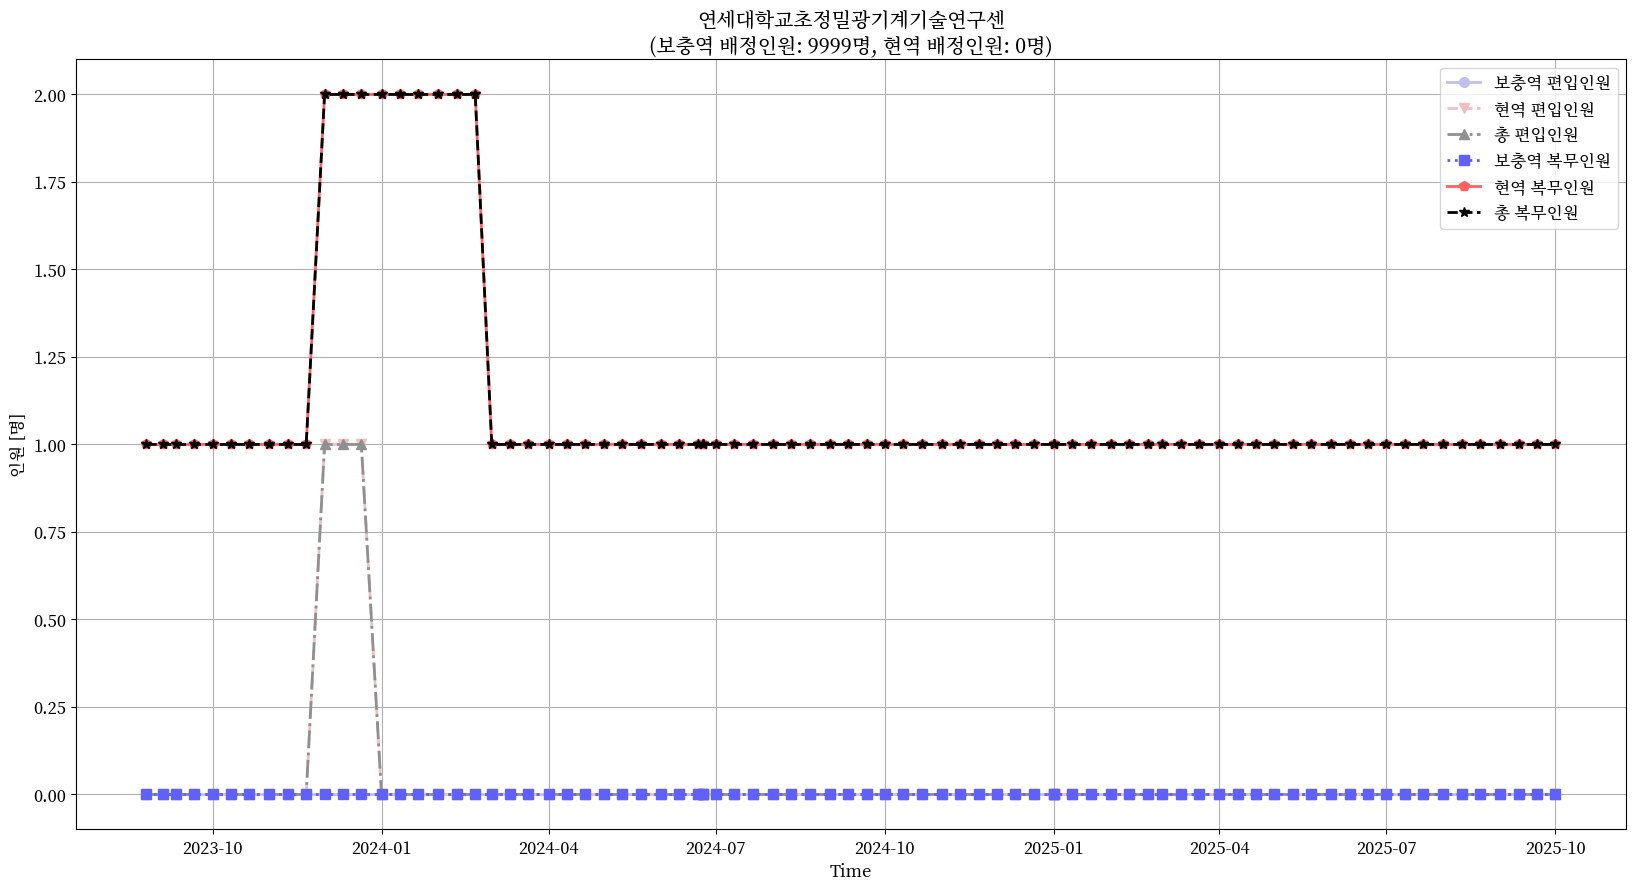 연세대학교초정밀광기계기술연구센
(보충역 배정인원: 9999명, 현역 배정인원: 0명)
보충역 편입인원
현역 편입인원
총 편입인원
보충역 복무인원
현역 복무인원
총 복무인원
인원 [명]
2.00
1.75
1.50
1.25
1.00
0.75
0.50
0.25
0.00
2023-10
2024-01
2024-04
2024-07
2024-10
2025-01
2025-04
2025-07
2025-10
Time